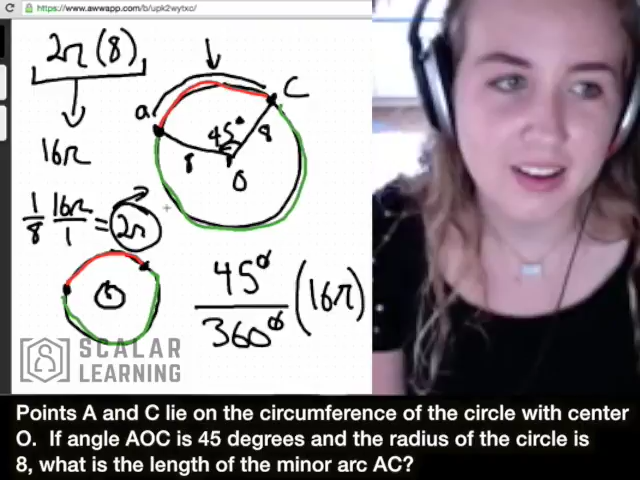 https://www.awwapp.com/b/upk2wytxo/
2π(8)
16π
1/8 16π/1 = 2π
a
C
45°
8
8
O
45°/360° (16π)
SCALAR
LEARNING
Points A and C lie on the circumference of the circle with center
O. If angle AOC is 45 degrees and the radius of the circle is
8, what is the length of the minor arc AC?